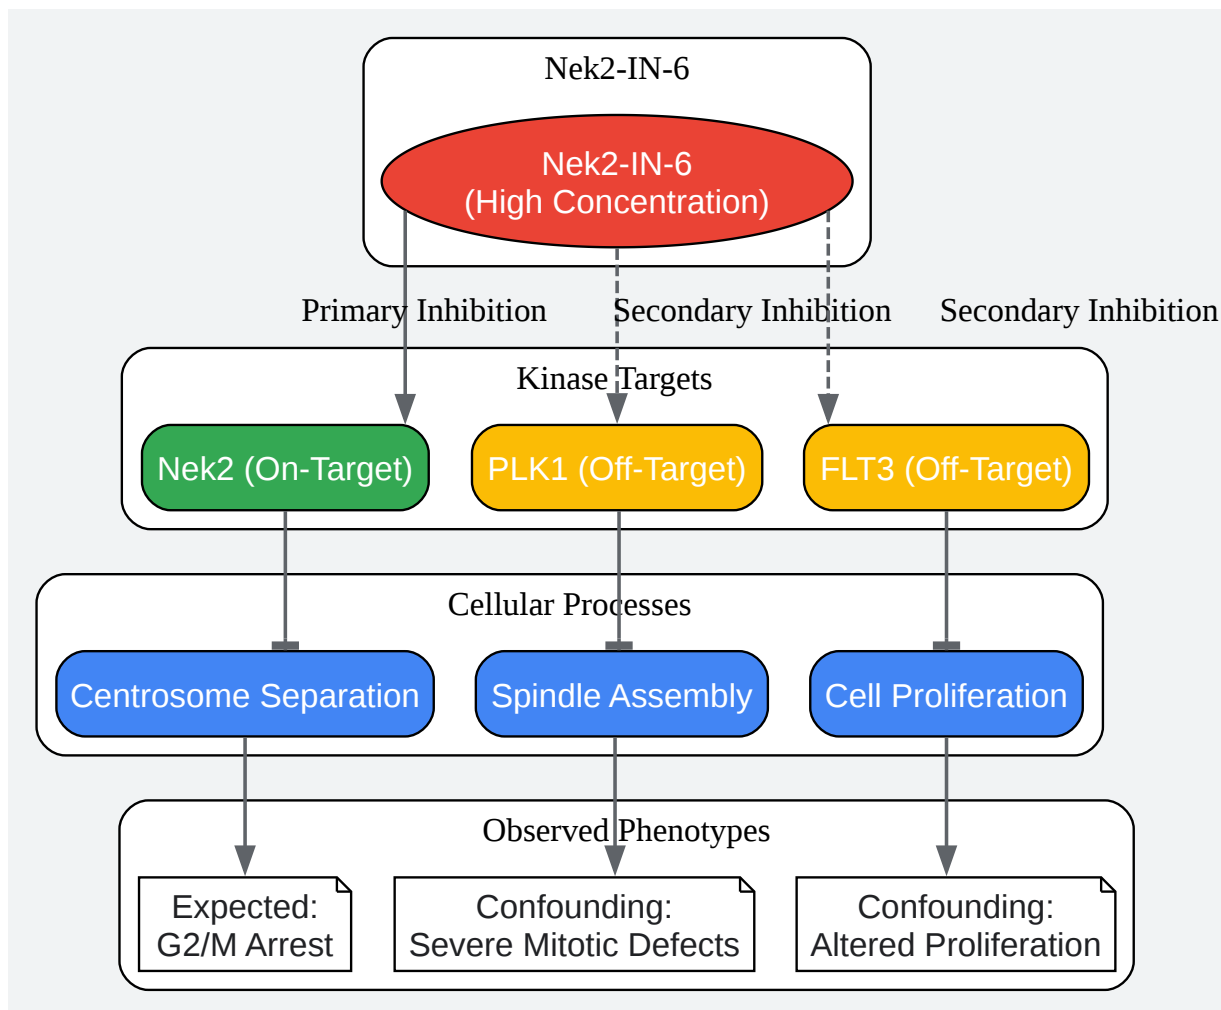 Nek2-IN-6
Nek2-IN-6
(High Concentration)
Primary Inhibition
Secondary Inhibition
Secondary Inhibition
Kinase Targets
Nek2 (On-Target)
PLK1 (Off-Target)
FLT3 (Off-Target)
Cellular Processes
Centrosome Separation
Spindle Assembly
Cell Proliferation
Observed Phenotypes
Expected:
G2/M Arrest
Confounding:
Severe Mitotic Defects
Confounding:
Altered Proliferation